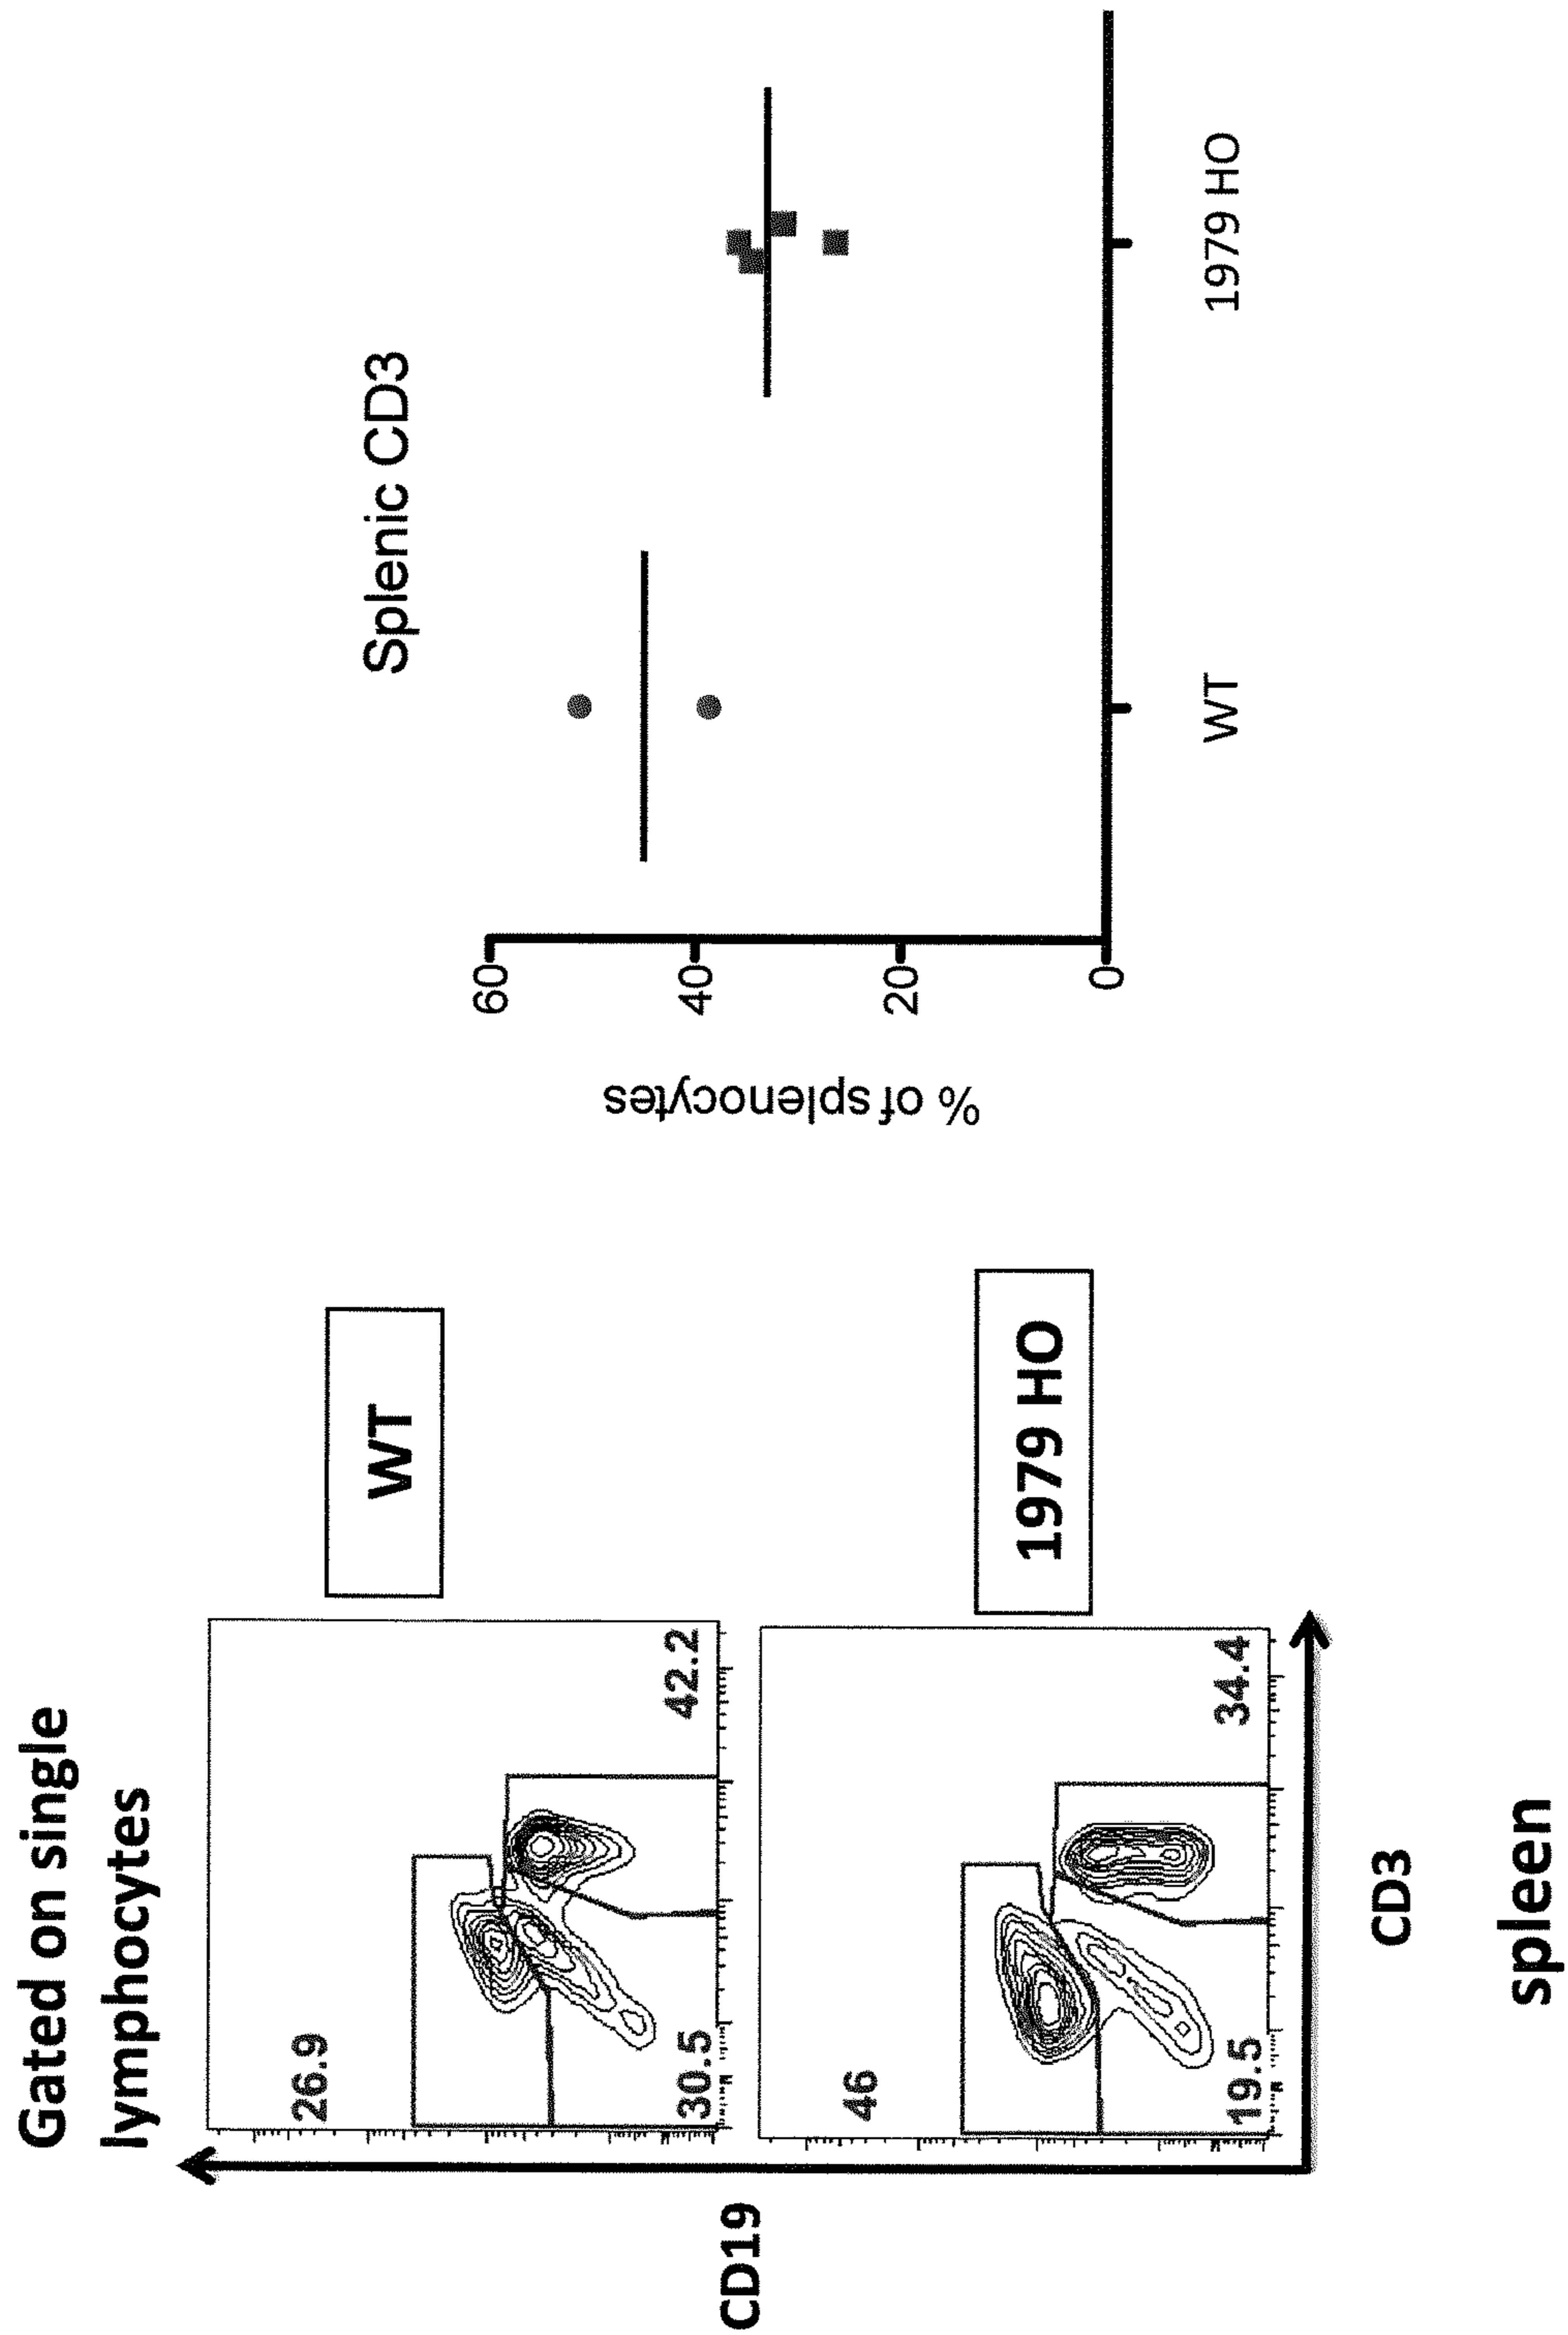 Gated on single
lymphocytes
CD19
26.9
30.5
42.2
WT
46
19.5
34.4
1979 HO
CD3
spleen
Splenic CD3
% of splenocytes
60
40
20
0
WT
1979 HO